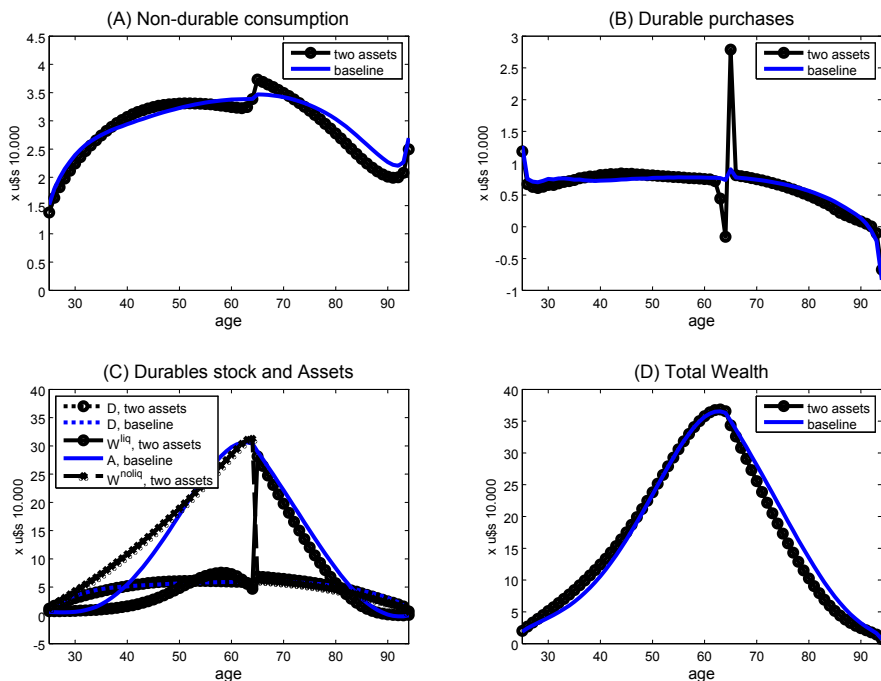 (A) Non-durable consumption
4.5
4
3.5
3
2.5
2
1.5
1
0.5
0
x u$s 10.000
30 40 50 60 70 80 90
age
two assets
baseline
(B) Durable purchases
3
2.5
2
1.5
1
0.5
0
-0.5
-1
x u$s 10.000
30 40 50 60 70 80 90
age
two assets
baseline
(C) Durables stock and Assets
40
35
30
25
20
15
10
5
0
-5
x u$s 10.000
30 40 50 60 70 80 90
age
D, two assets
D, baseline
W^liq, two assets
A, baseline
W^noliq, two assets
(D) Total Wealth
40
35
30
25
20
15
10
5
0
x u$s 10.000
30 40 50 60 70 80 90
age
two assets
baseline